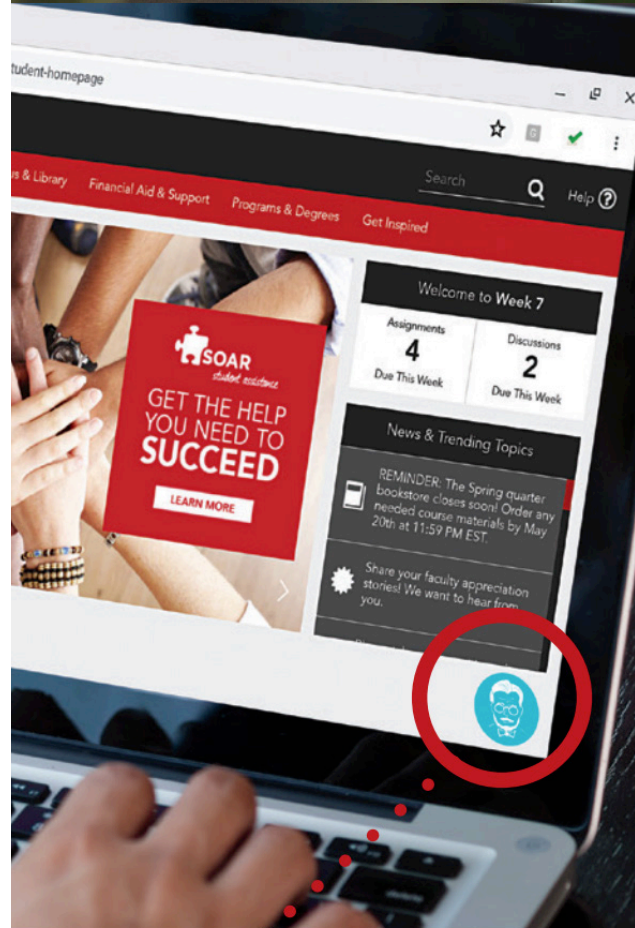 tudent-homepage
Search
Help ?
s & Library
Financial Aid & Support
Programs & Degrees
Get Inspired
SOAR
student assistance
GET THE HELP
YOU NEED TO
SUCCEED
LEARN MORE
Welcome to Week 7
Assignments
4
Due This Week
Discussions
2
Due This Week
News & Trending Topics
REMINDER: The Spring quarter
bookstore closes soon! Order any
needed course materials by May
20th at 11:59 PM EST.
Share your faculty appreciation
stories! We want to hear from
you.